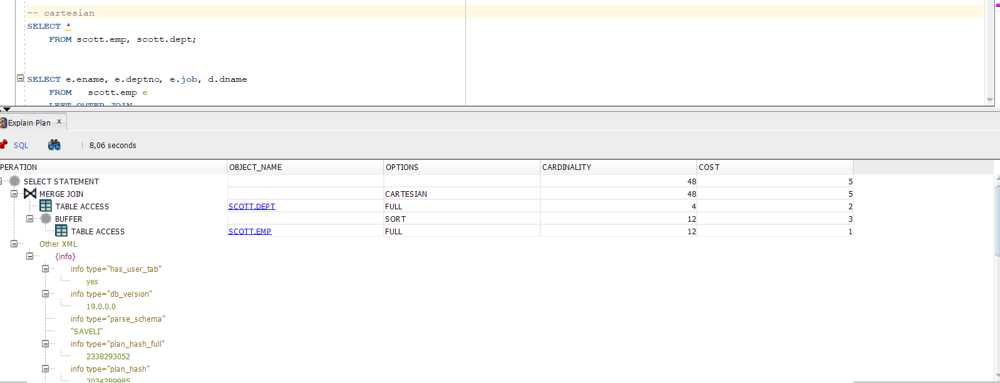 -- cartesian
SELECT *
FROM scott.emp, scott.dept;
SELECT e.ename, e.deptno, e.job, d.dname
FROM scott.emp e
LEFT OUTER JOIN
Explain Plan x
SQL 8,06 seconds
PERATION OBJECT_NAME OPTIONS CARDINALITY COST
SELECT STATEMENT 48 5
MERGE JOIN CARTESIAN 48 5
TABLE ACCESS SCOTT.DEPT FULL 4 2
BUFFER SORT 12 3
TABLE ACCESS SCOTT.EMP FULL 12 1
Other XML
{info}
info type="has_user_tab"
yes
info type="db_version"
19.0.0.0
info type="parse_schema"
"SAVELI"
info type="plan_hash_full"
2338293052
info type="plan_hash"
2034389985